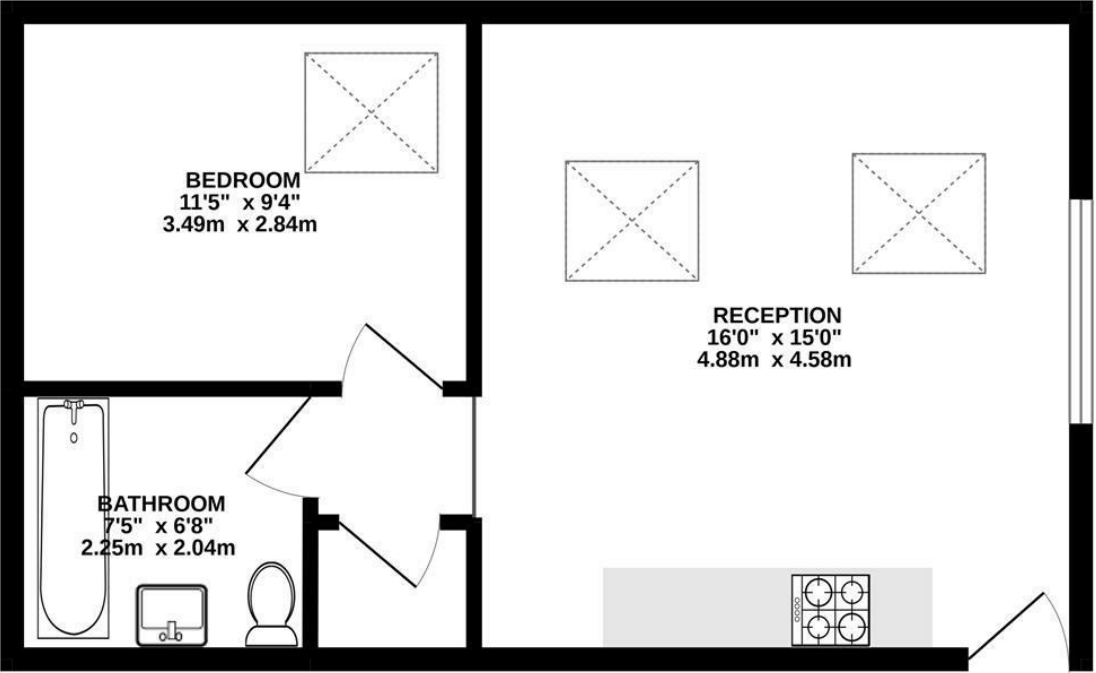 BEDROOM
11'5" x 9'4"
3.49m x 2.84m
RECEPTION
16'0" x 15'0"
4.88m x 4.58m
BATHROOM
7'5" x 6'8"
2.25m x 2.04m